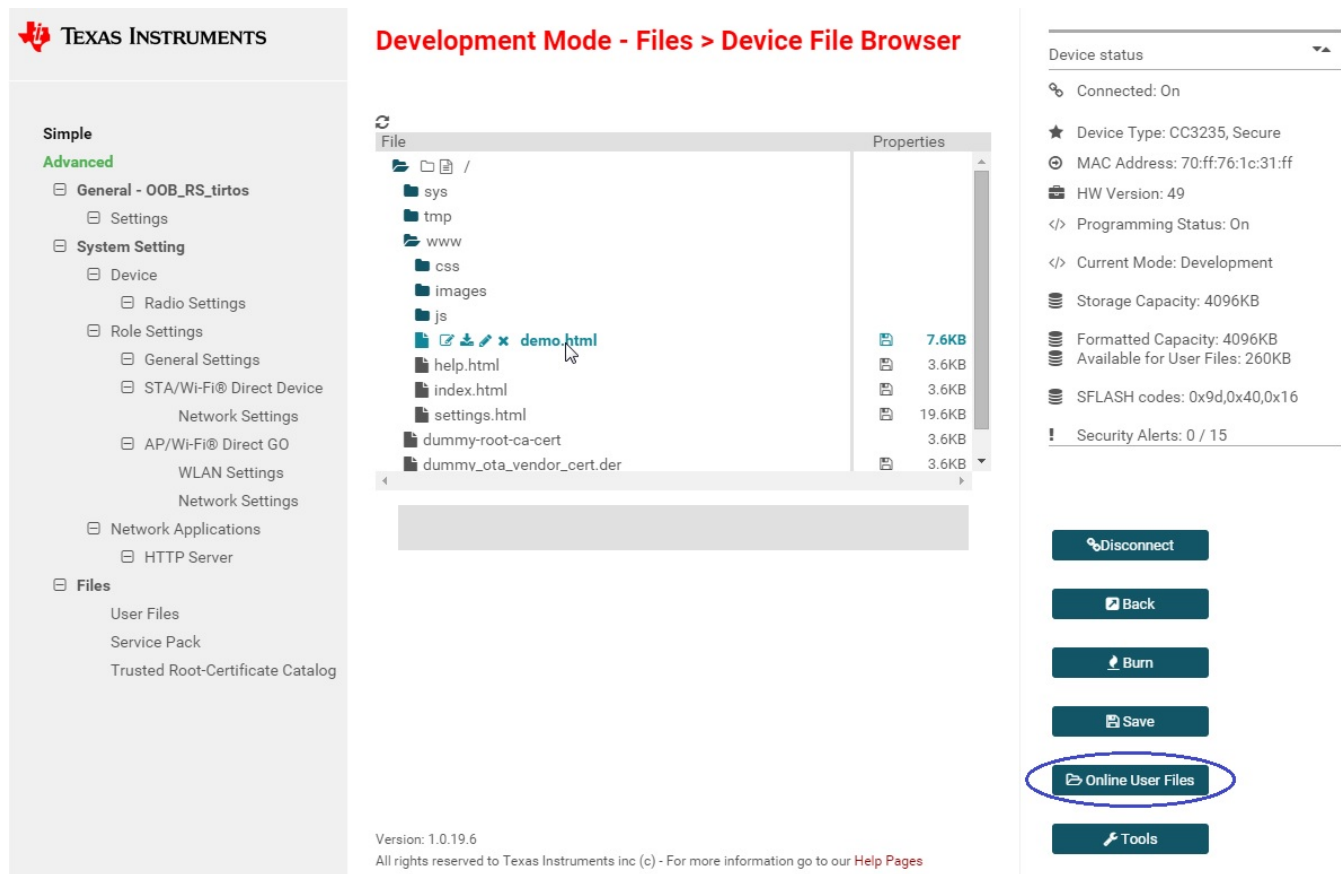 TEXAS INSTRUMENTS
Simple
Advanced
General - OOB_RS_tirtos
Settings
System Setting
Device
Radio Settings
Role Settings
General Settings
STA/Wi-Fi® Direct Device
Network Settings
AP/Wi-Fi® Direct GO
WLAN Settings
Network Settings
Network Applications
HTTP Server
Files
User Files
Service Pack
Trusted Root-Certificate Catalog
Development Mode - Files > Device File Browser
File Properties
/
sys
tmp
www
css
images
js
demo.html 7.6KB
help.html 3.6KB
index.html 3.6KB
settings.html 19.6KB
dummy-root-ca-cert 3.6KB
dummy_ota_vendor_cert.der 3.6KB
Version: 1.0.19.6
All rights reserved to Texas Instruments inc (c) - For more information go to our Help Pages
Device status
Connected: On
Device Type: CC3235, Secure
MAC Address: 70:ff:76:1c:31:ff
HW Version: 49
</> Programming Status: On
</> Current Mode: Development
Storage Capacity: 4096KB
Formatted Capacity: 4096KB
Available for User Files: 260KB
SFLASH codes: 0x9d,0x40,0x16
! Security Alerts: 0 / 15
Disconnect
Back
Burn
Save
Online User Files
Tools